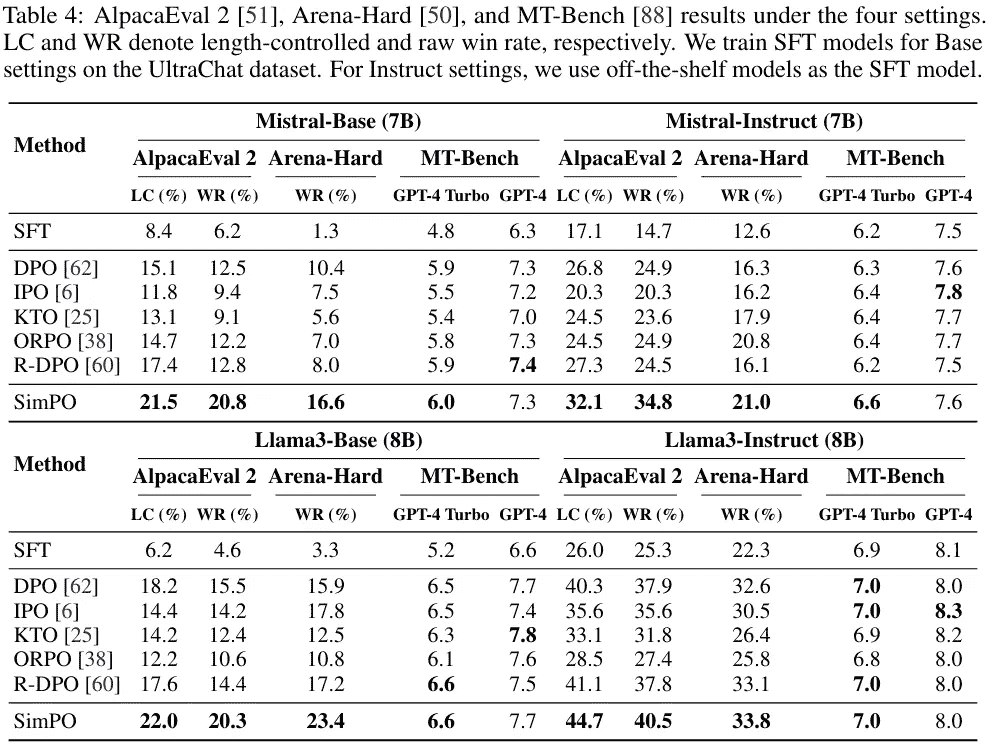 Table 4: AlpacaEval 2 [51], Arena-Hard [50], and MT-Bench [88] results under the four settings.
LC and WR denote length-controlled and raw win rate, respectively. We train SFT models for Base
settings on the UltraChat dataset. For Instruct settings, we use off-the-shelf models as the SFT model.
Method Mistral-Base (7B) Mistral-Instruct (7B)
AlpacaEval 2 Arena-Hard MT-Bench AlpacaEval 2 Arena-Hard MT-Bench
LC (%) WR (%) WR (%) GPT-4 Turbo GPT-4 LC (%) WR (%) WR (%) GPT-4 Turbo GPT-4
SFT 8.4 6.2 1.3 4.8 6.3 17.1 14.7 12.6 6.2 7.5
DPO [62] 15.1 12.5 10.4 5.9 7.3 26.8 24.9 16.3 6.3 7.6
IPO [6] 11.8 9.4 7.5 5.5 7.2 20.3 20.3 16.2 6.4 7.8
KTO [25] 13.1 9.1 5.6 5.4 7.0 24.5 23.6 17.9 6.4 7.7
ORPO [38] 14.7 12.2 7.0 5.8 7.3 24.5 24.9 20.8 6.4 7.7
R-DPO [60] 17.4 12.8 8.0 5.9 7.4 27.3 24.5 16.1 6.2 7.5
SimPO 21.5 20.8 16.6 6.0 7.3 32.1 34.8 21.0 6.6 7.6
Method Llama3-Base (8B) Llama3-Instruct (8B)
AlpacaEval 2 Arena-Hard MT-Bench AlpacaEval 2 Arena-Hard MT-Bench
LC (%) WR (%) WR (%) GPT-4 Turbo GPT-4 LC (%) WR (%) WR (%) GPT-4 Turbo GPT-4
SFT 6.2 4.6 3.3 5.2 6.6 26.0 25.3 22.3 6.9 8.1
DPO [62] 18.2 15.5 15.9 6.5 7.7 40.3 37.9 32.6 7.0 8.0
IPO [6] 14.4 14.2 17.8 6.5 7.4 35.6 35.6 30.5 7.0 8.3
KTO [25] 14.2 12.4 12.5 6.3 7.8 33.1 31.8 26.4 6.9 8.2
ORPO [38] 12.2 10.6 10.8 6.1 7.6 28.5 27.4 25.8 6.8 8.0
R-DPO [60] 17.6 14.4 17.2 6.6 7.5 41.1 37.8 33.1 7.0 8.0
SimPO 22.0 20.3 23.4 6.6 7.7 44.7 40.5 33.8 7.0 8.0